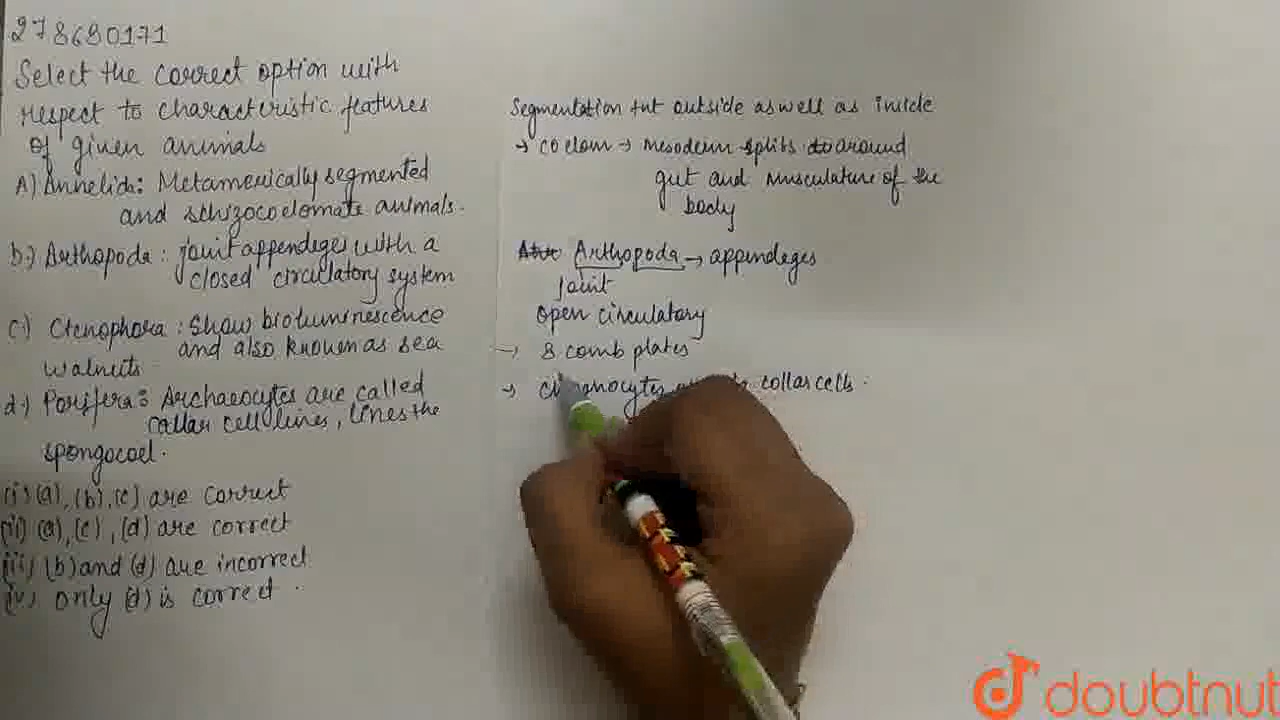 278690171
Select the correct option with
respect to characteristic features
of given animals
A) Annelida: Metamerically segmented
and schizocoelomate animals.
b.) Arthopoda: joint appendeges with a
closed circulatory system
c.) Ctenophora: Show bioluminescence
and also known as sea
walnuts.
d.) Porifera: Archaeocytes are called
collar cell lines, lines the
spongocoel.
(i) (a), (b), (c) are correct
(ii) (a), (c), (d) are correct
(iii) (b) and (d) are incorrect
(iv) only (d) is correct.
Segmentation tnt outside as well as inside
→ coelom → Mesoderm splits around
gut and musculature of the
body
Arthopoda → appendeges
joint
open circulatory
→ 8 comb plates
→ collar cells.
doubtnut